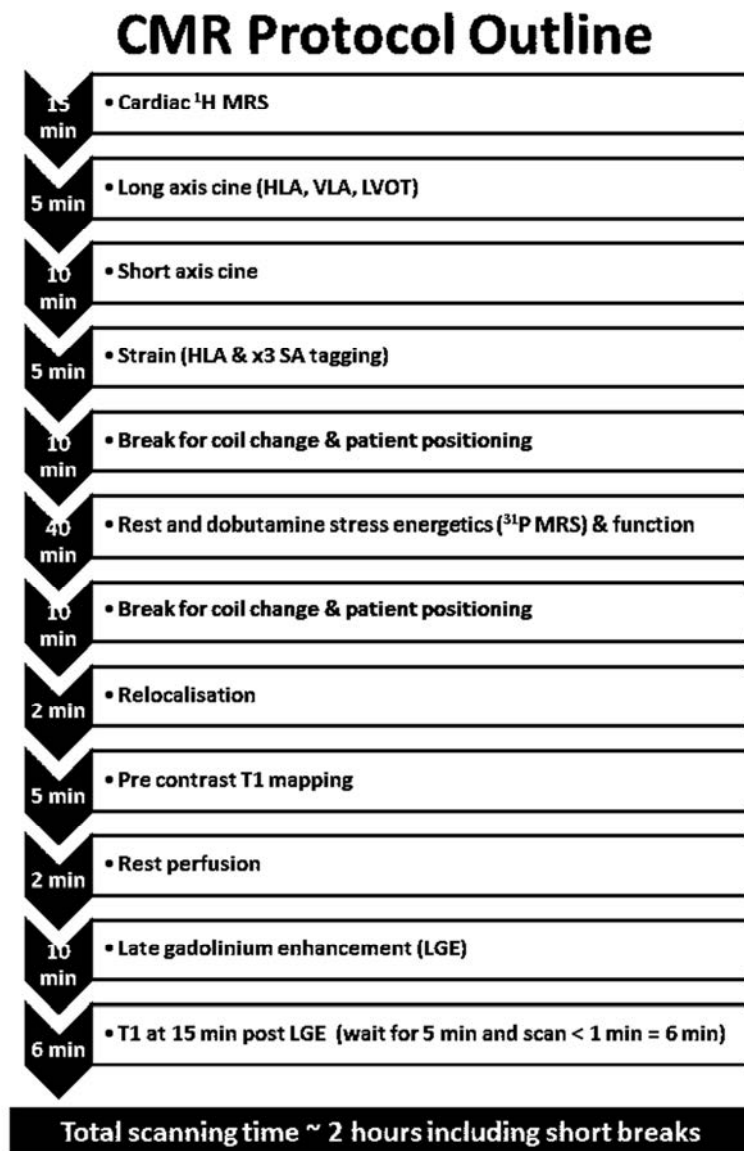 CMR Protocol Outline
15 min
• Cardiac ¹H MRS
5 min
• Long axis cine (HLA, VLA, LVOT)
10 min
• Short axis cine
5 min
• Strain (HLA & x3 SA tagging)
10 min
• Break for coil change & patient positioning
40 min
• Rest and dobutamine stress energetics (³¹P MRS) & function
10 min
• Break for coil change & patient positioning
2 min
• Relocalisation
5 min
• Pre contrast T1 mapping
2 min
• Rest perfusion
10 min
• Late gadolinium enhancement (LGE)
6 min
• T1 at 15 min post LGE (wait for 5 min and scan < 1 min = 6 min)
Total scanning time ~ 2 hours including short breaks